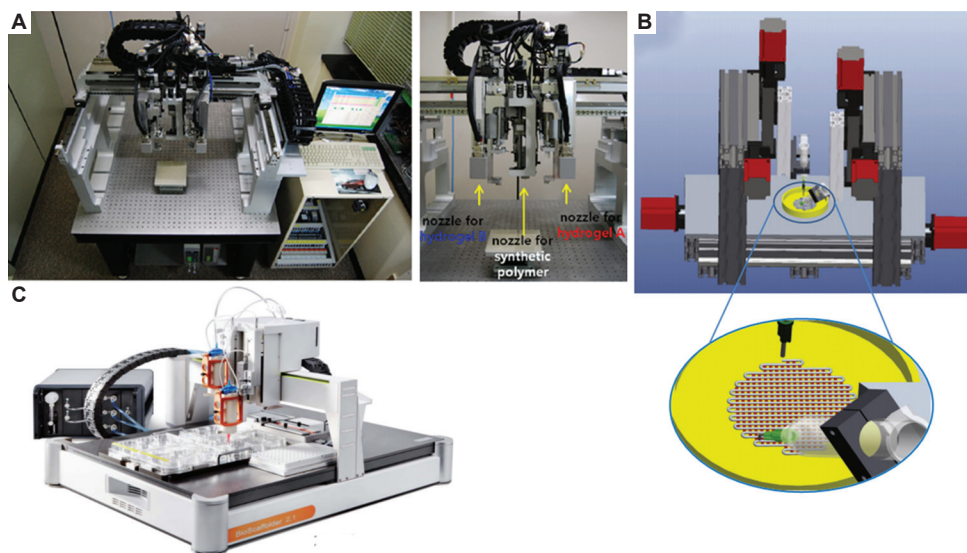 A
nozzle for
hydrogel B
nozzle for
synthetic
polymer
nozzle for
hydrogel A
B
C
BioScaffolder 2.1